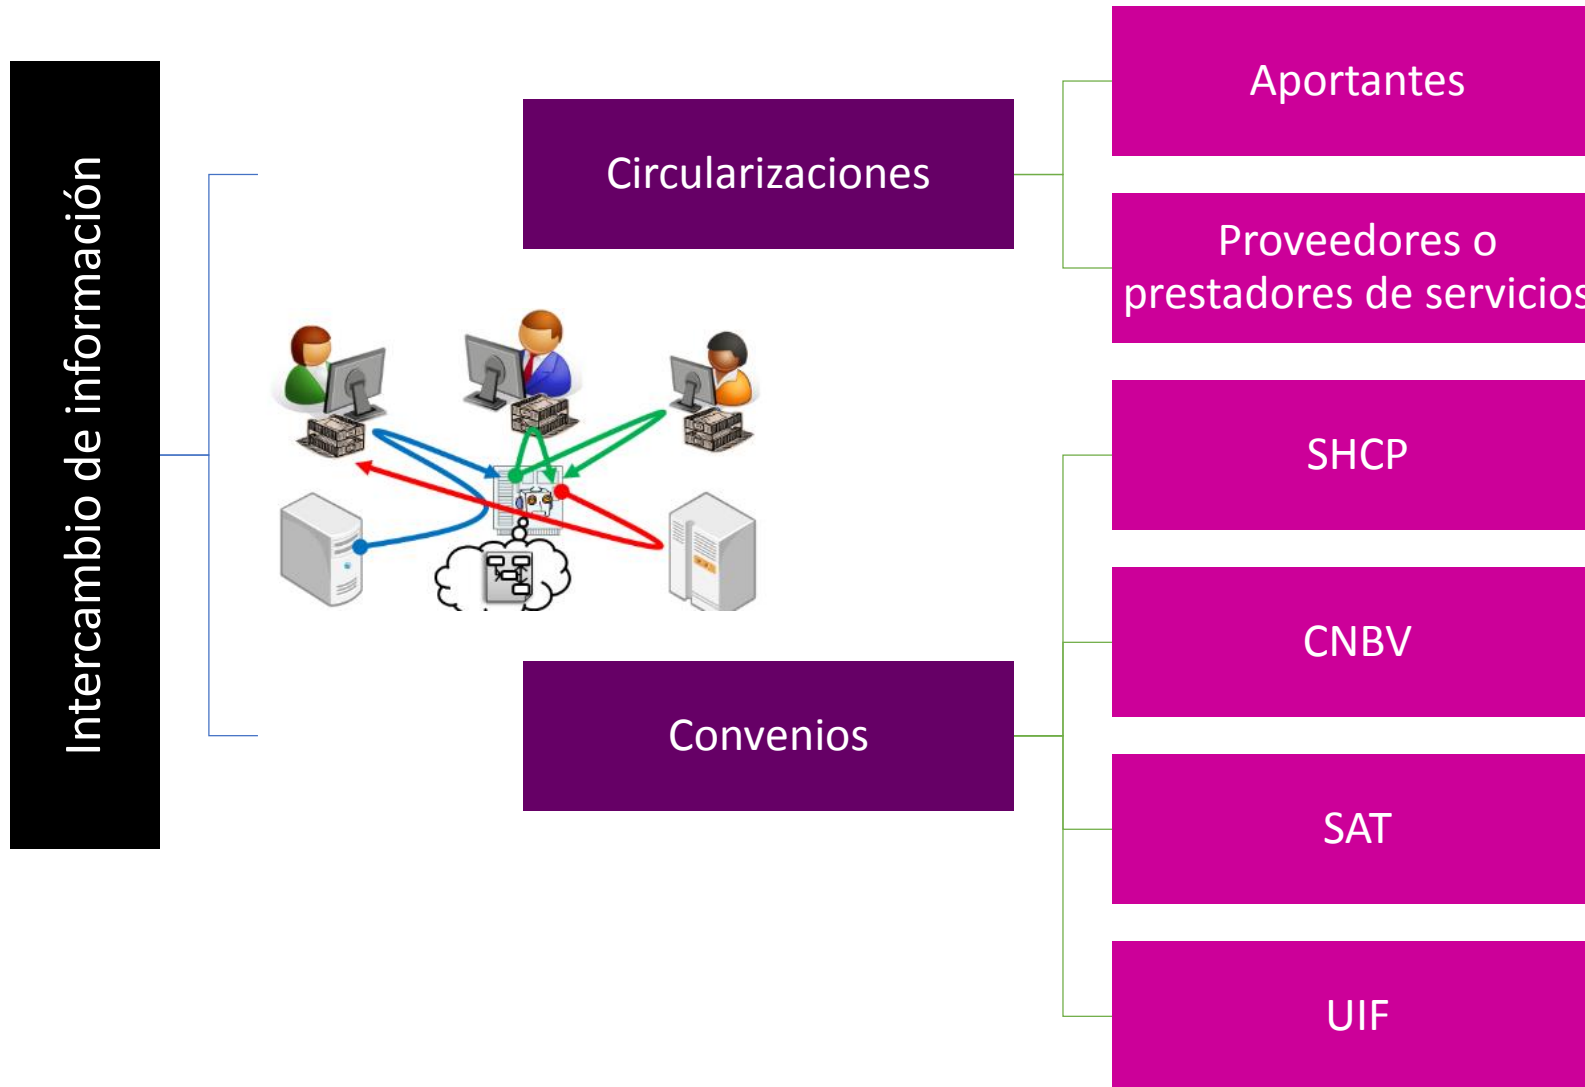 Intercambio de información
Circularizaciones
Aportantes
Proveedores o
prestadores de servicios
Convenios
SHCP
CNBV
SAT
UIF